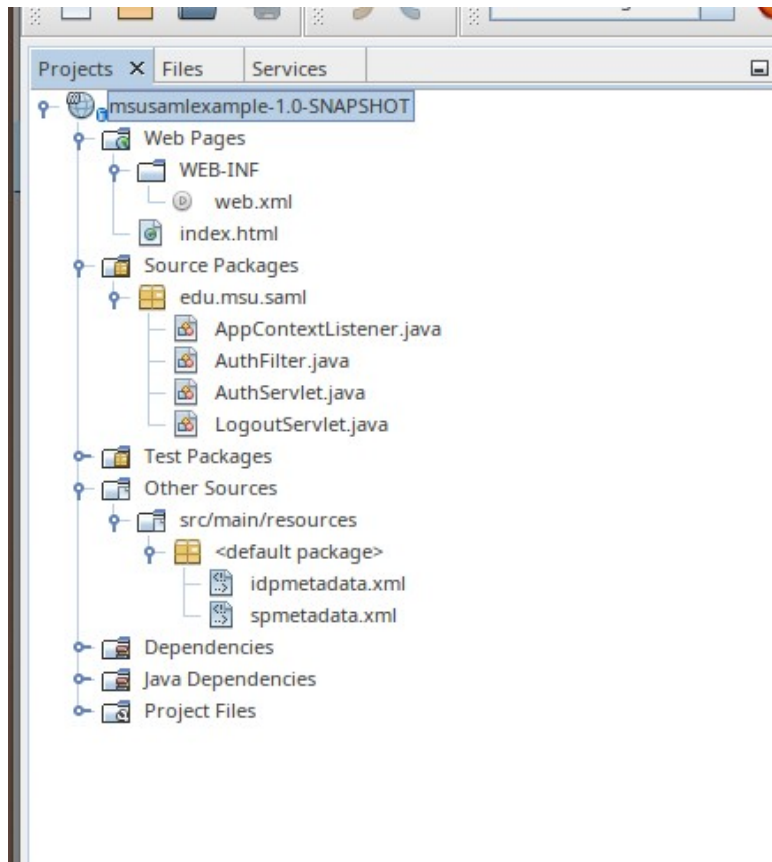 Projects Files Services
msusamlexample-1.0-SNAPSHOT
Web Pages
WEB-INF
web.xml
index.html
Source Packages
edu.msu.saml
AppContextListener.java
AuthFilter.java
AuthServlet.java
LogoutServlet.java
Test Packages
Other Sources
src/main/resources
<default package>
idpmetadata.xml
spmetadata.xml
Dependencies
Java Dependencies
Project Files